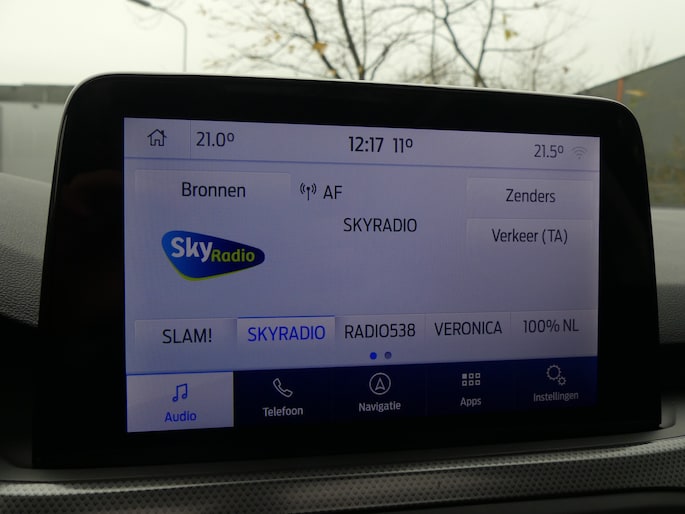 21.0° 12:17 11° 21.5°
Bronnen AF Zenders
SKYRADIO
Verkeer (TA)
Sky Radio
SLAM! SKYRADIO RADIO538 VERONICA 100% NL
Audio Telefoon Navigatie Apps Instellingen